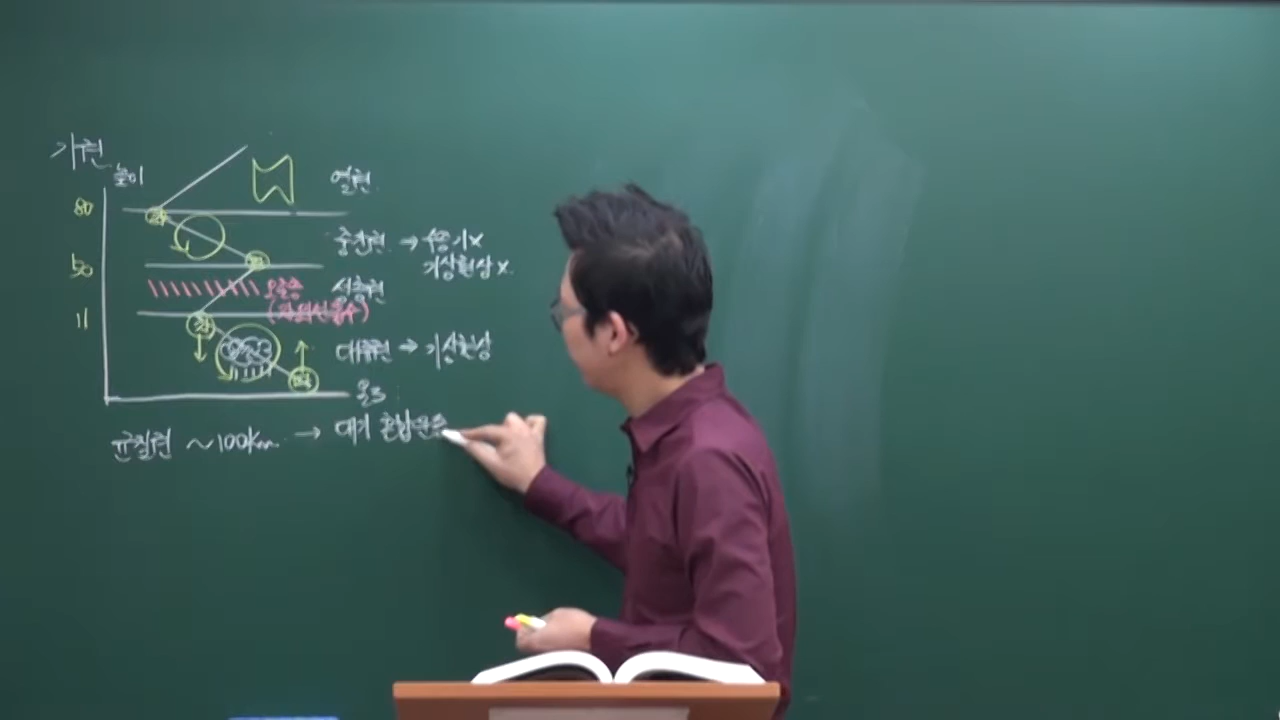 기권
높이
열권
80
중간권 → 수증기×
기상현상×
50
오존층
성층권
(자외선흡수)
11
대류권 → 기상현상
온도
균질권 ~100km → 대기 혼합운동